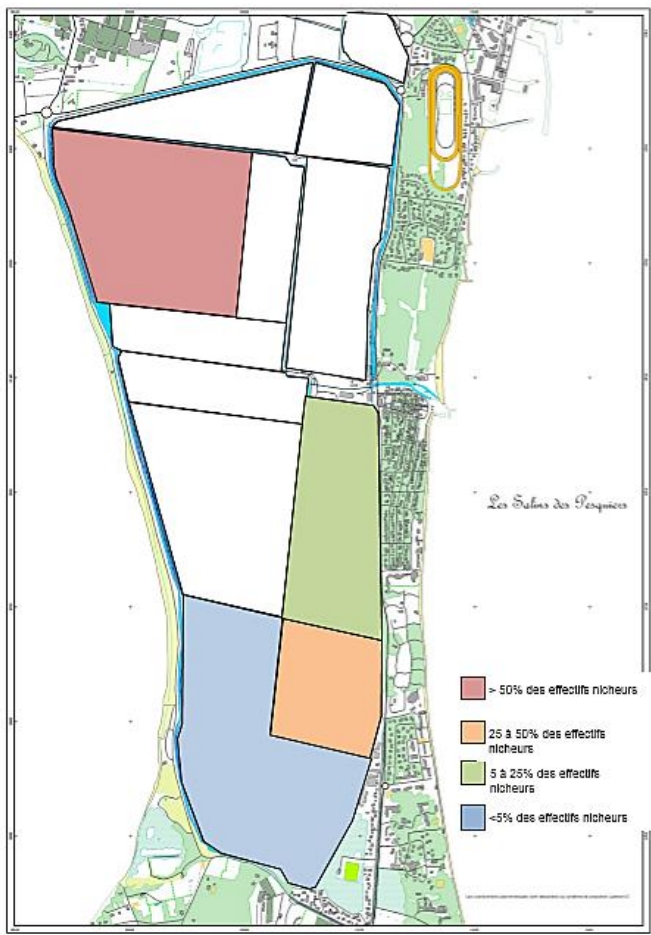 Les Salins des Pesquiers
> 50% des effectifs nicheurs
25 à 50% des effectifs
nicheurs
5 à 25% des effectifs
nicheurs
<5% des effectifs nicheurs